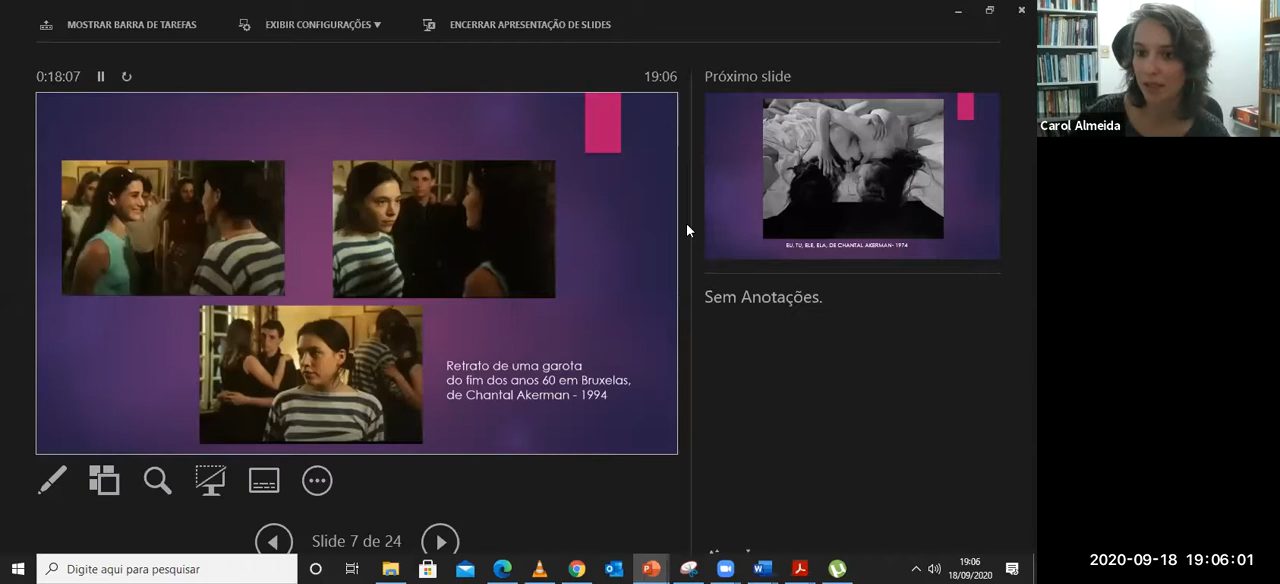 MOSTRAR BARRA DE TAREFAS
EXIBIR CONFIGURAÇÕES ▾
ENCERRAR APRESENTAÇÃO DE SLIDES
0:18:07
19:06
Próximo slide
Carol Almeida
Retrato de uma garota
do fim dos anos 60 em Bruxelas,
de Chantal Akerman - 1994
EU, TU, ELE, ELA, DE CHANTAL AKERMAN- 1974
Sem Anotações.
Slide 7 de 24
Digite aqui para pesquisar
19:06
18/09/2020
2020-09-18 19:06:01